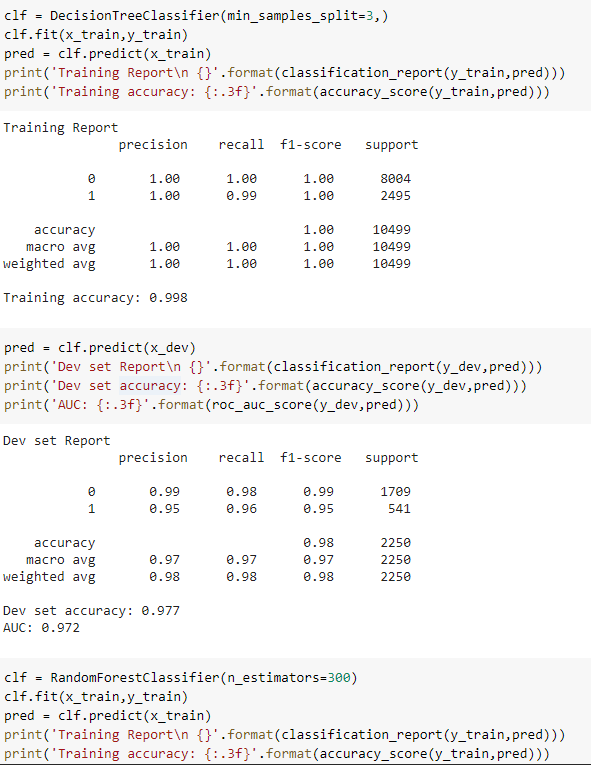 clf = DecisionTreeClassifier(min_samples_split=3,)
clf.fit(x_train,y_train)
pred = clf.predict(x_train)
print('Training Report\n {}'.format(classification_report(y_train,pred)))
print('Training accuracy: {:.3f}'.format(accuracy_score(y_train,pred)))
Training Report
precision recall f1-score support
0 1.00 1.00 1.00 8004
1 1.00 0.99 1.00 2495
accuracy 1.00 10499
macro avg 1.00 1.00 1.00 10499
weighted avg 1.00 1.00 1.00 10499
Training accuracy: 0.998
pred = clf.predict(x_dev)
print('Dev set Report\n {}'.format(classification_report(y_dev,pred)))
print('Dev set accuracy: {:.3f}'.format(accuracy_score(y_dev,pred)))
print('AUC: {:.3f}'.format(roc_auc_score(y_dev,pred)))
Dev set Report
precision recall f1-score support
0 0.99 0.98 0.99 1709
1 0.95 0.96 0.95 541
accuracy 0.98 2250
macro avg 0.97 0.97 0.97 2250
weighted avg 0.98 0.98 0.98 2250
Dev set accuracy: 0.977
AUC: 0.972
clf = RandomForestClassifier(n_estimators=300)
clf.fit(x_train,y_train)
pred = clf.predict(x_train)
print('Training Report\n {}'.format(classification_report(y_train,pred)))
print('Training accuracy: {:.3f}'.format(accuracy_score(y_train,pred)))